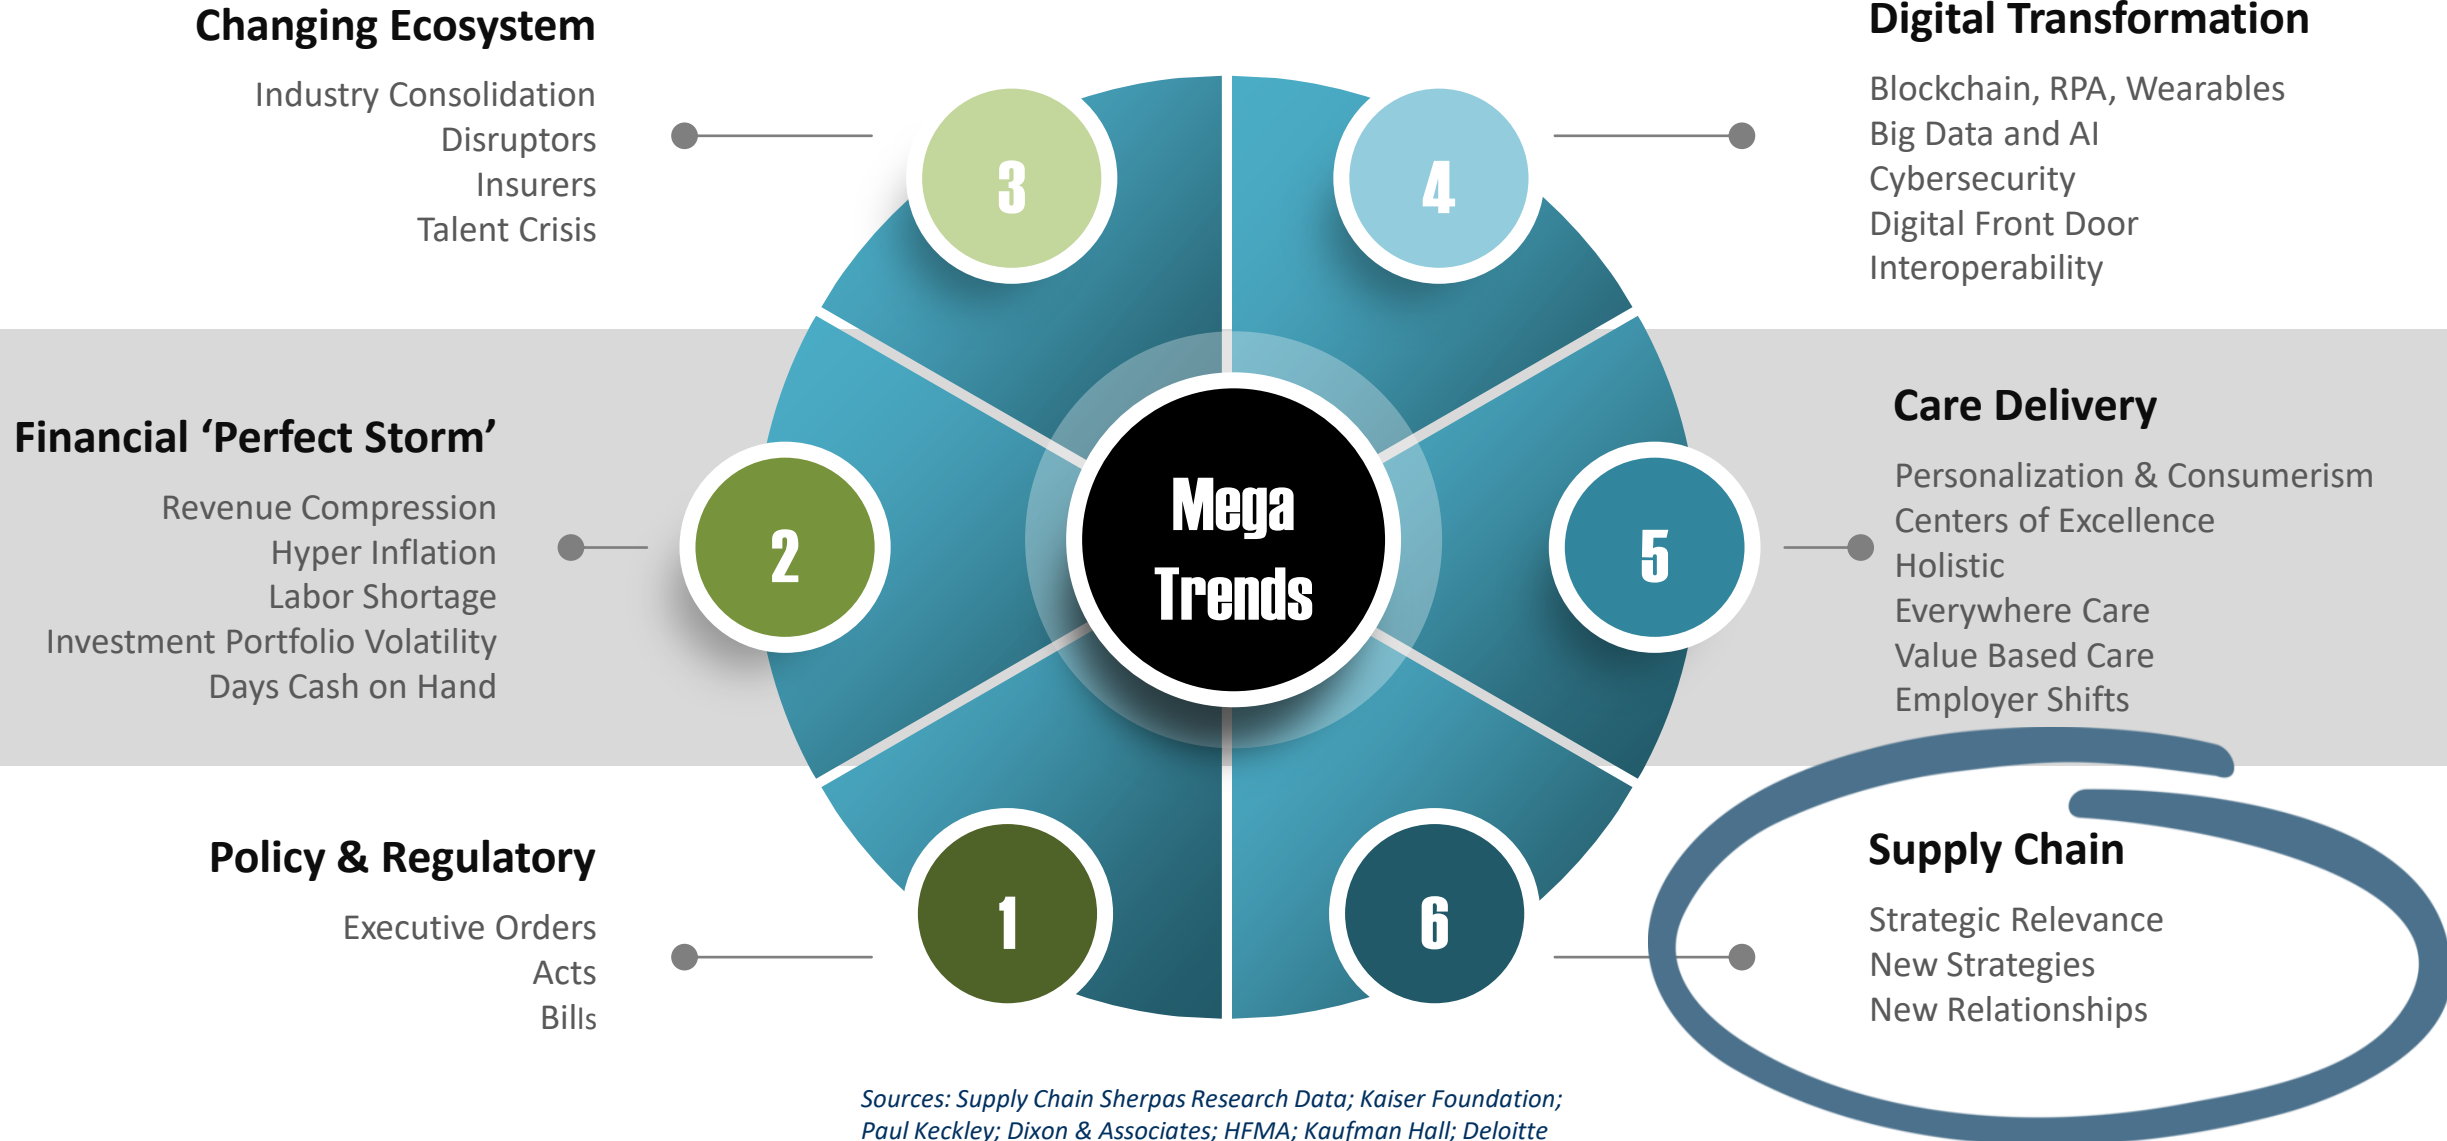 Changing Ecosystem
Industry Consolidation
Disruptors
Insurers
Talent Crisis
3
4
Digital Transformation
Blockchain, RPA, Wearables
Big Data and AI
Cybersecurity
Digital Front Door
Interoperability
Financial ‘Perfect Storm’
Revenue Compression
Hyper Inflation
Labor Shortage
Investment Portfolio Volatility
Days Cash on Hand
2
Mega
Trends
5
Care Delivery
Personalization & Consumerism
Centers of Excellence
Holistic
Everywhere Care
Value Based Care
Employer Shifts
Policy & Regulatory
Executive Orders
Acts
Bills
1
6
Supply Chain
Strategic Relevance
New Strategies
New Relationships
Sources: Supply Chain Sherpas Research Data; Kaiser Foundation;
Paul Keckley; Dixon & Associates; HFMA; Kaufman Hall; Deloitte